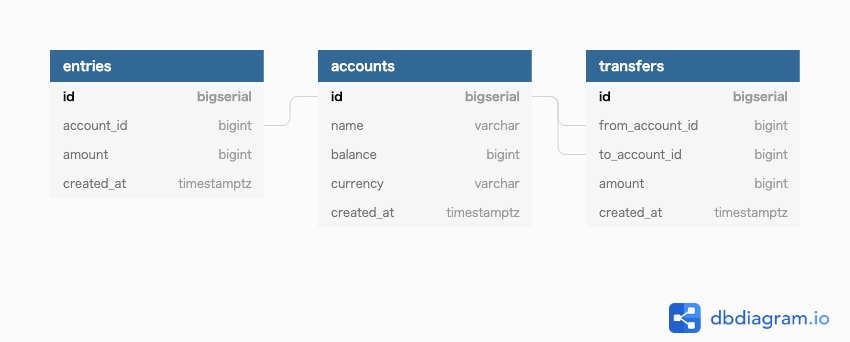 entries
id bigserial
account_id bigint
amount bigint
created_at timestamptz
accounts
id bigserial
name varchar
balance bigint
currency varchar
created_at timestamptz
transfers
id bigserial
from_account_id bigint
to_account_id bigint
amount bigint
created_at timestamptz
dbdiagram.io